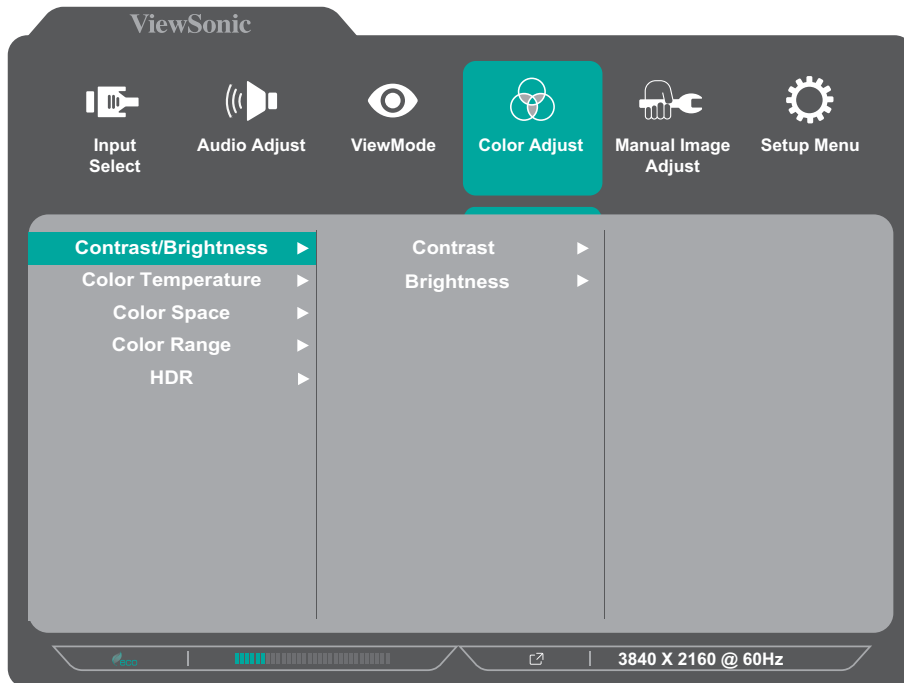 ViewSonic
Input Select
Audio Adjust
ViewMode
Color Adjust
Manual Image Adjust
Setup Menu
Contrast/Brightness
Contrast
Color Temperature
Brightness
Color Space
Color Range
HDR
eco
3840 X 2160 @ 60Hz